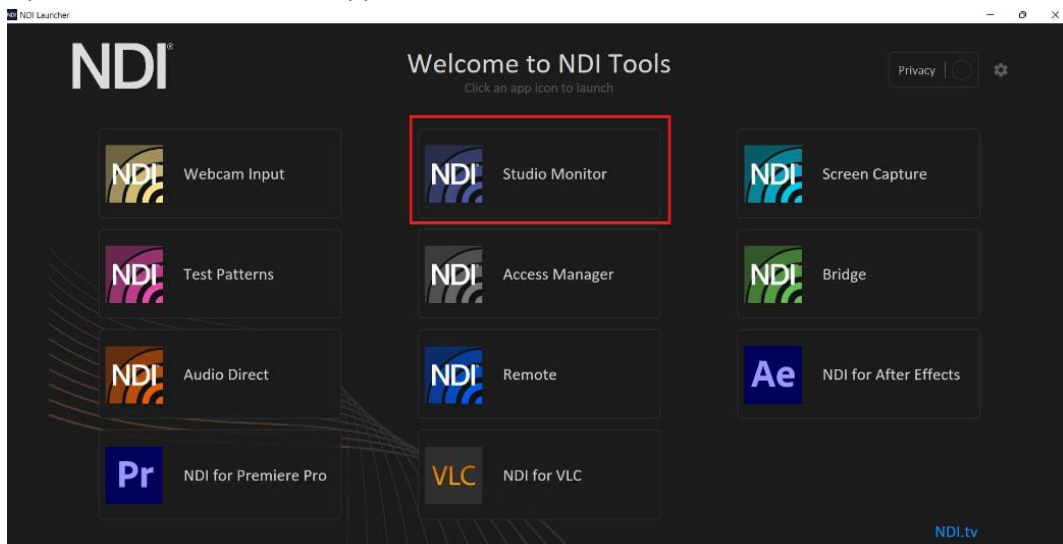 NDI Launcher
NDI®
Welcome to NDI Tools
Click an app icon to launch
Privacy
NDI Webcam Input
NDI Studio Monitor
NDI Screen Capture
NDI Test Patterns
NDI Access Manager
NDI Bridge
NDI Audio Direct
NDI Remote
Ae NDI for After Effects
Pr NDI for Premiere Pro
VLC NDI for VLC
NDI.tv